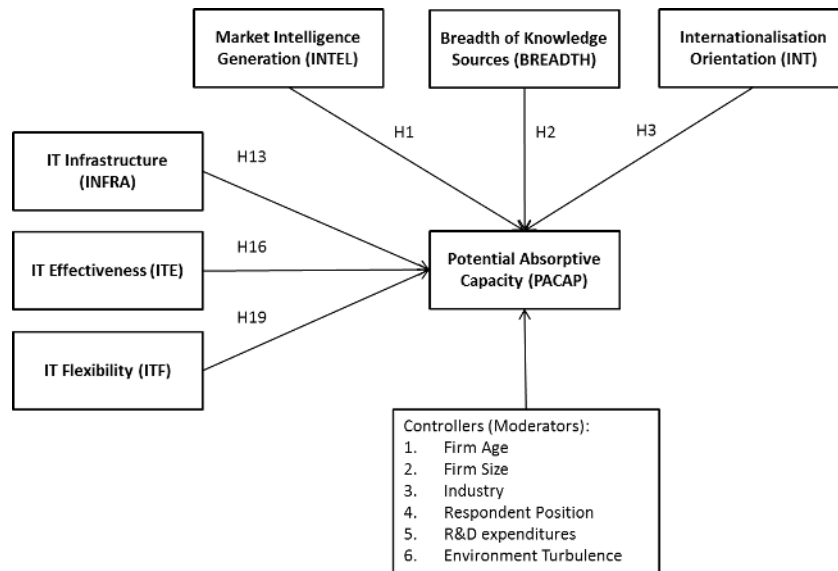 Market Intelligence
Generation (INTEL)
Breadth of Knowledge
Sources (BREADTH)
Internationalisation
Orientation (INT)
H1
H2
H3
IT Infrastructure
(INFRA)
H13
IT Effectiveness (ITE)
H16
IT Flexibility (ITF)
H19
Potential Absorptive
Capacity (PACAP)
Controllers (Moderators):
1. Firm Age
2. Firm Size
3. Industry
4. Respondent Position
5. R&D expenditures
6. Environment Turbulence